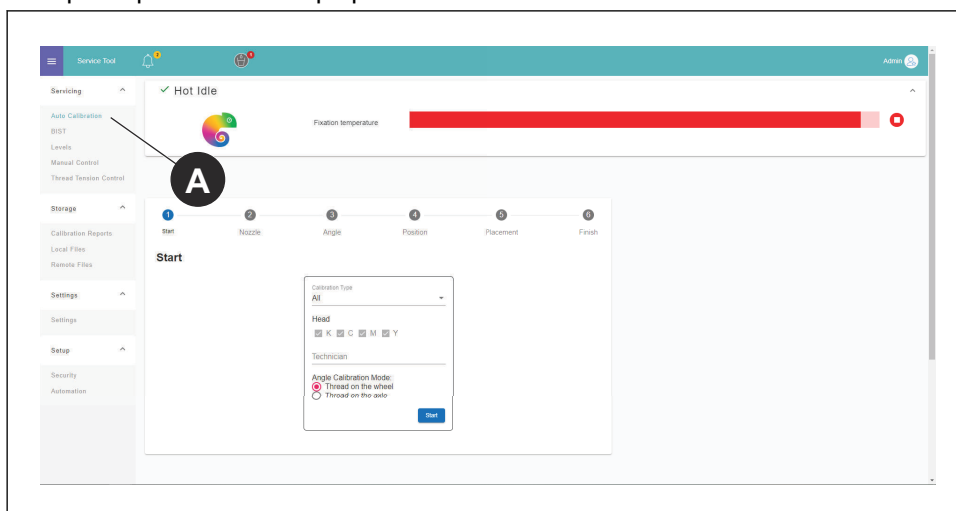 Service Tool
Admin
Servicing
Auto Calibration
BIST
Levels
Manual Control
Thread Tension Control
Storage
Calibration Reports
Local Files
Remote Files
Settings
Settings
Setup
Security
Automation
Hot Idle
Fixation temperature
A
1 2 3 4 5 6
Start Nozzle Angle Position Placement Finish
Start
Calibration Type
All
Head
K C M Y
Technician
Angle Calibration Mode:
Thread on the wheel
Thread on the axle
Start